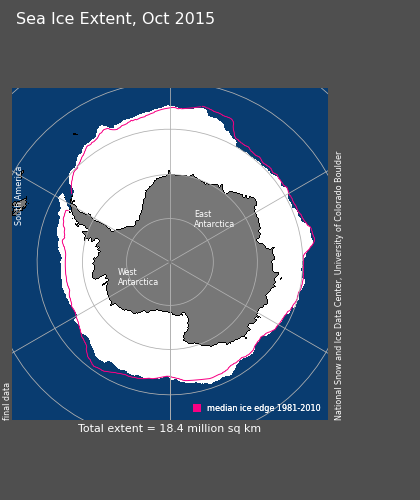 Sea Ice Extent, Oct 2015
South America
East
Antarctica
West
Antarctica
National Snow and Ice Data Center, University of Colorado Boulder
final data
median ice edge 1981-2010
Total extent = 18.4 million sq km